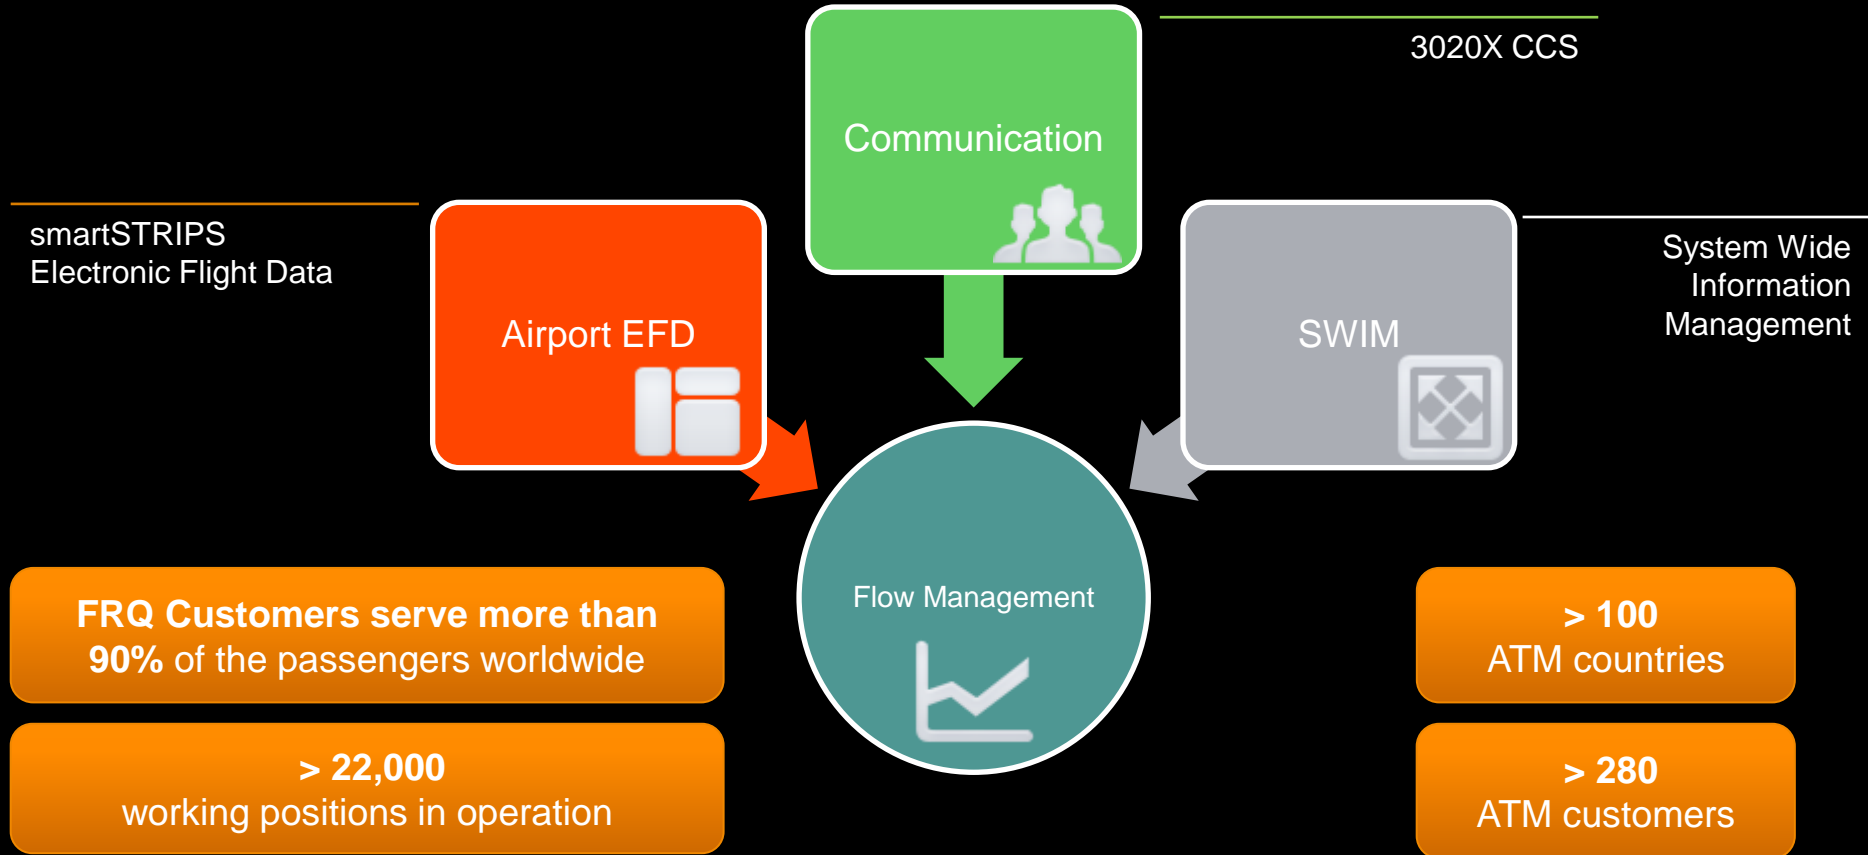 3020X CCS
Communication
smartSTRIPS
Electronic Flight Data
Airport EFD
SWIM
System Wide
Information
Management
Flow Management
FRQ Customers serve more than
90% of the passengers worldwide
> 22,000
working positions in operation
> 100
ATM countries
> 280
ATM customers